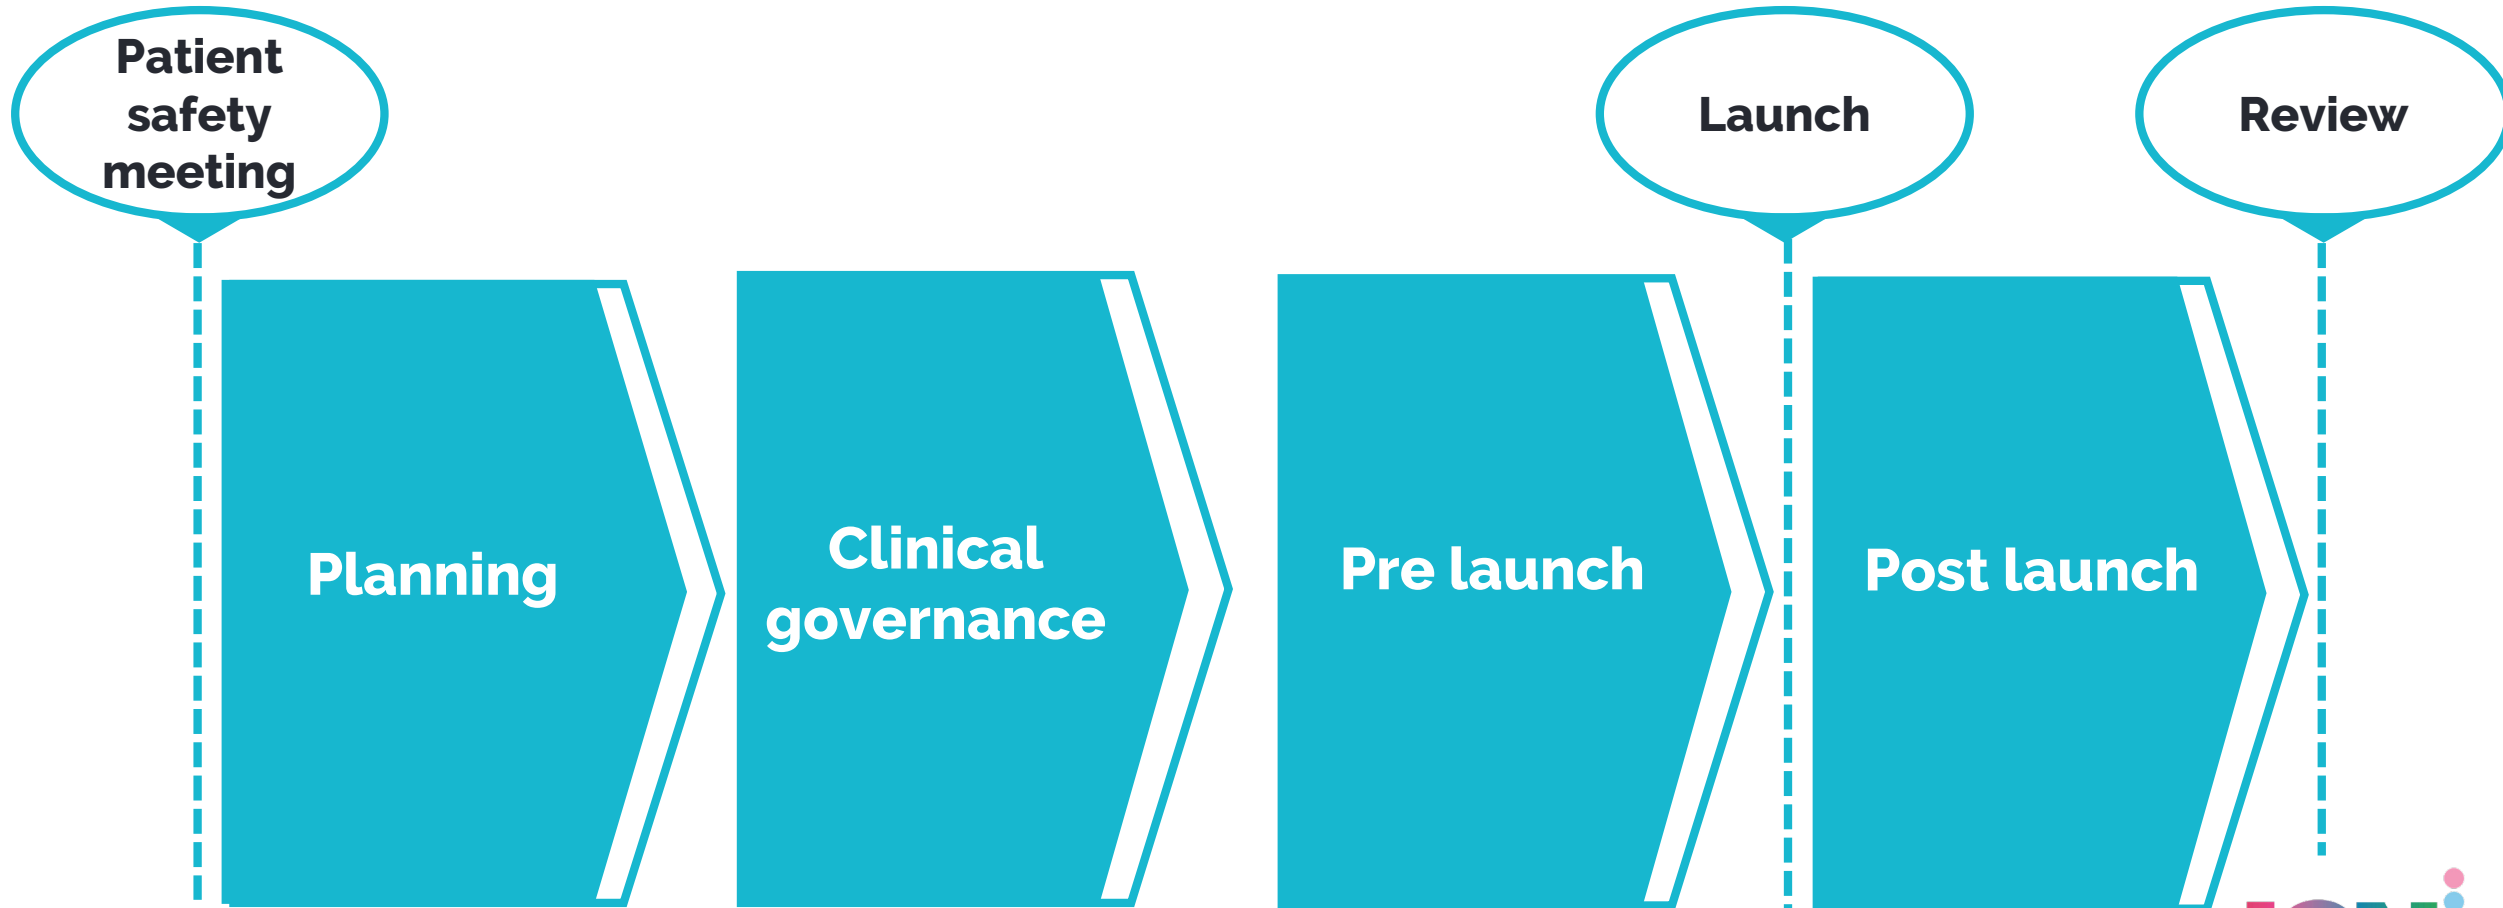 Patient
safety
meeting
Launch
Review
Planning
Clinical
governance
Pre launch
Post launch